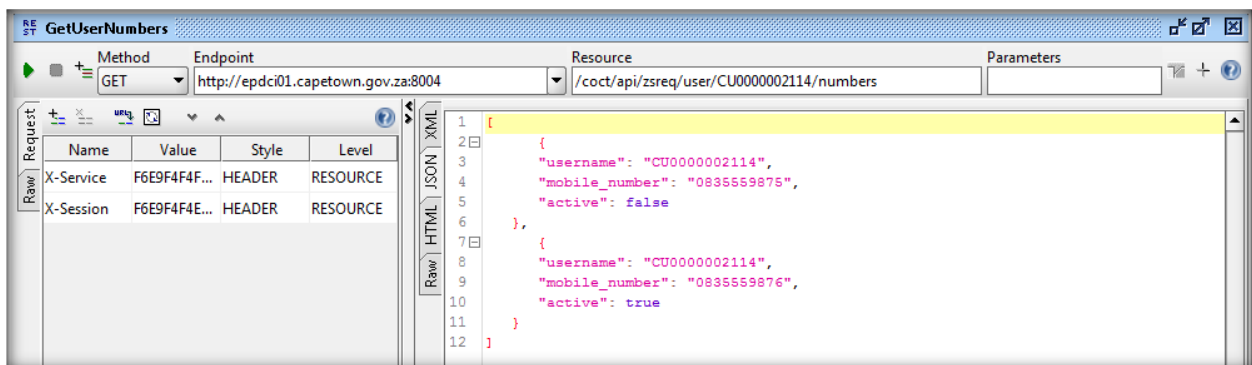 REST GetUserNumbers
Method Endpoint Resource Parameters
GET http://epdci01.capetown.gov.za:8004 /coct/api/zsreq/user/CU0000002114/numbers
Request
Raw
Name Value Style Level
X-Service F6E9F4F4F... HEADER RESOURCE
X-Session F6E9F4F4E... HEADER RESOURCE
XML
JSON
HTML
Raw
1 [
2 {
3 "username": "CU0000002114",
4 "mobile_number": "0835559875",
5 "active": false
6 },
7 {
8 "username": "CU0000002114",
9 "mobile_number": "0835559876",
10 "active": true
11 }
12 ]